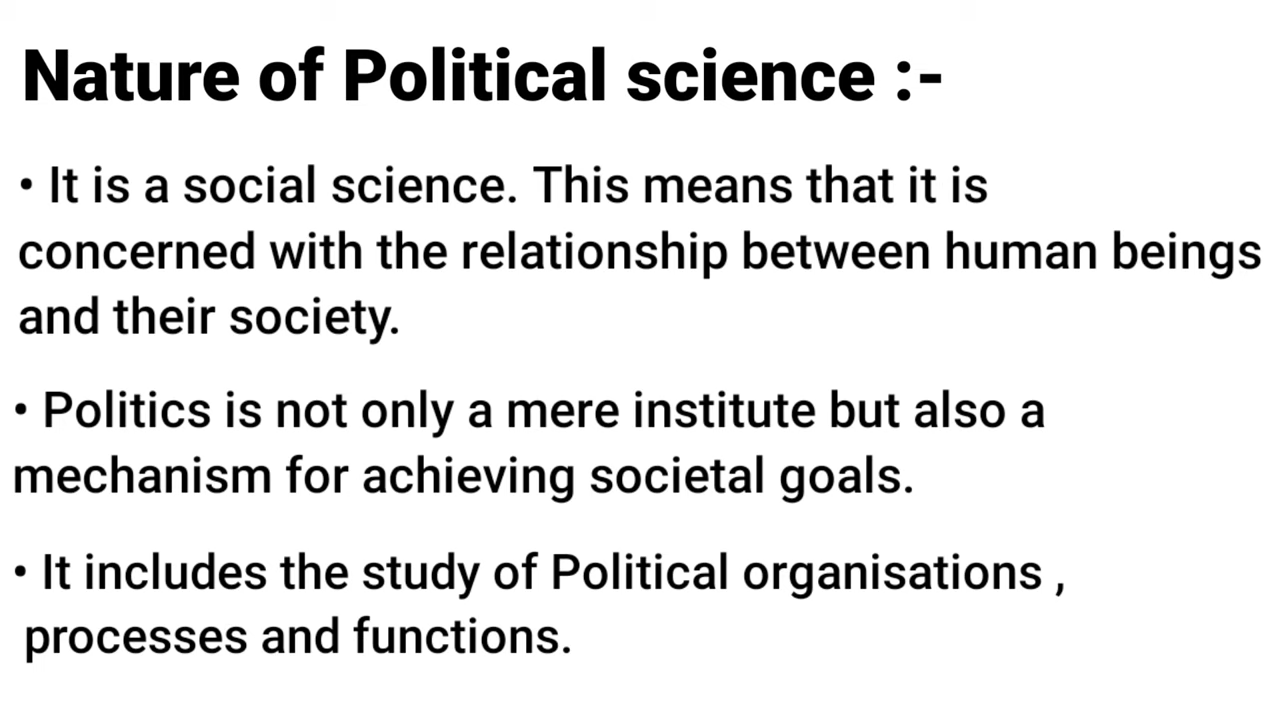 Nature of Political science :-
• It is a social science. This means that it is
concerned with the relationship between human beings
and their society.
• Politics is not only a mere institute but also a
mechanism for achieving societal goals.
• It includes the study of Political organisations ,
processes and functions.